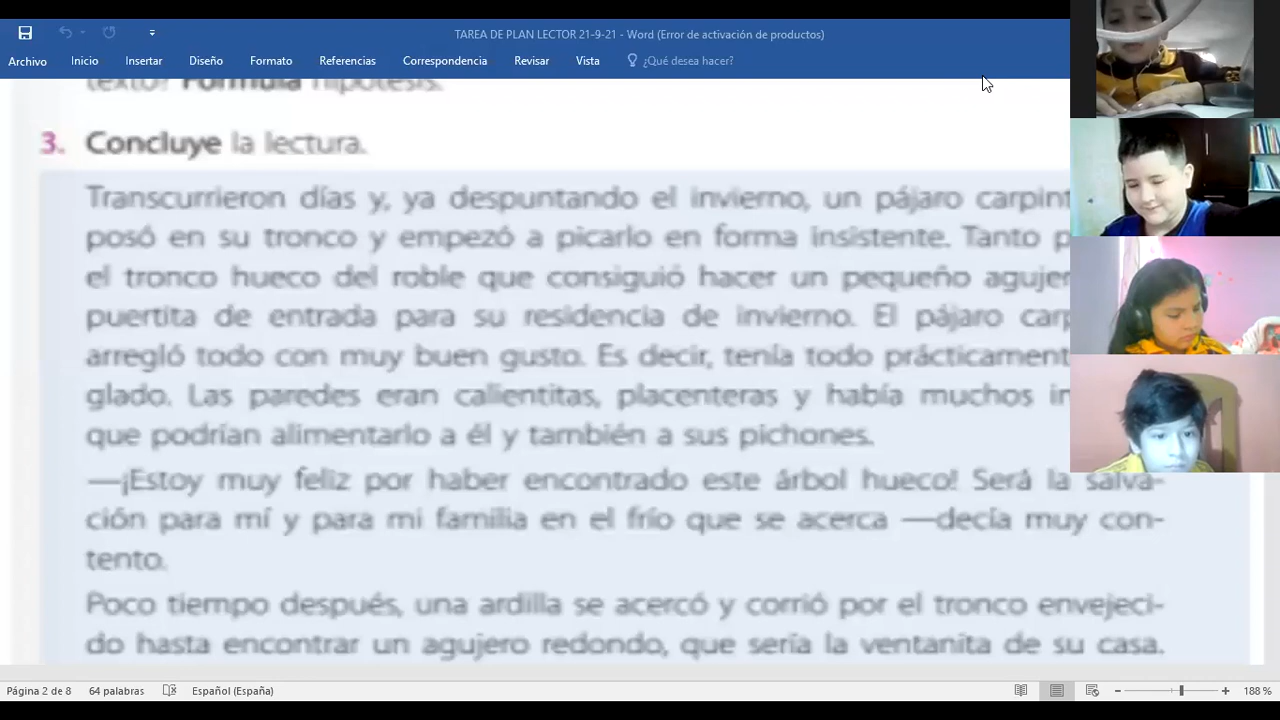 TAREA DE PLAN LECTOR 21-9-21 - Word (Error de activación de productos)
Archivo Inicio Insertar Diseño Formato Referencias Correspondencia Revisar Vista ¿Qué desea hacer?
texto? Formula hipótesis.
3. Concluye la lectura.
Transcurrieron días y, ya despuntando el invierno, un pájaro carpint
posó en su tronco y empezó a picarlo en forma insistente. Tanto p
el tronco hueco del roble que consiguió hacer un pequeño aguje
puertita de entrada para su residencia de invierno. El pájaro car
arregló todo con muy buen gusto. Es decir, tenía todo prácticament
glado. Las paredes eran calientitas, placenteras y había muchos in
que podrían alimentarlo a él y también a sus pichones.
—¡Estoy muy feliz por haber encontrado este árbol hueco! Será la salva-
ción para mí y para mi familia en el frío que se acerca —decía muy con-
tento.
Poco tiempo después, una ardilla se acercó y corrió por el tronco envejeci-
do hasta encontrar un agujero redondo, que sería la ventanita de su casa.
Página 2 de 8 64 palabras Español (España) 188 %